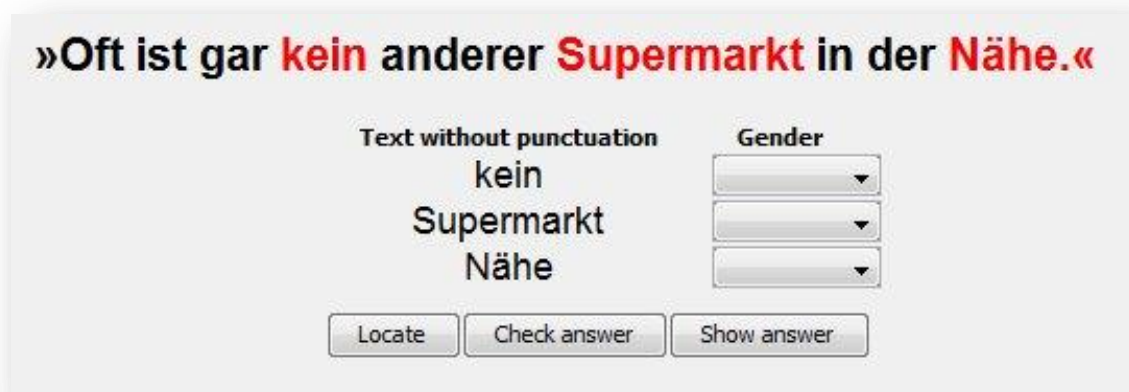 »Oft ist gar kein anderer Supermarkt in der Nähe.«
Text without punctuation Gender
kein
Supermarkt
Nähe
Locate Check answer Show answer